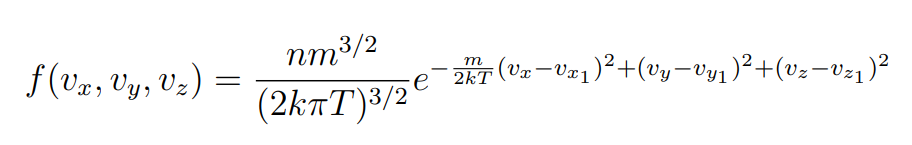 f(v_x, v_y, v_z) = \frac{nm^{3/2}}{(2k\pi T)^{3/2}} e^{-\frac{m}{2kT}(v_x-v_{x_1})^2+(v_y-v_{y_1})^2+(v_z-v_{z_1})^2}